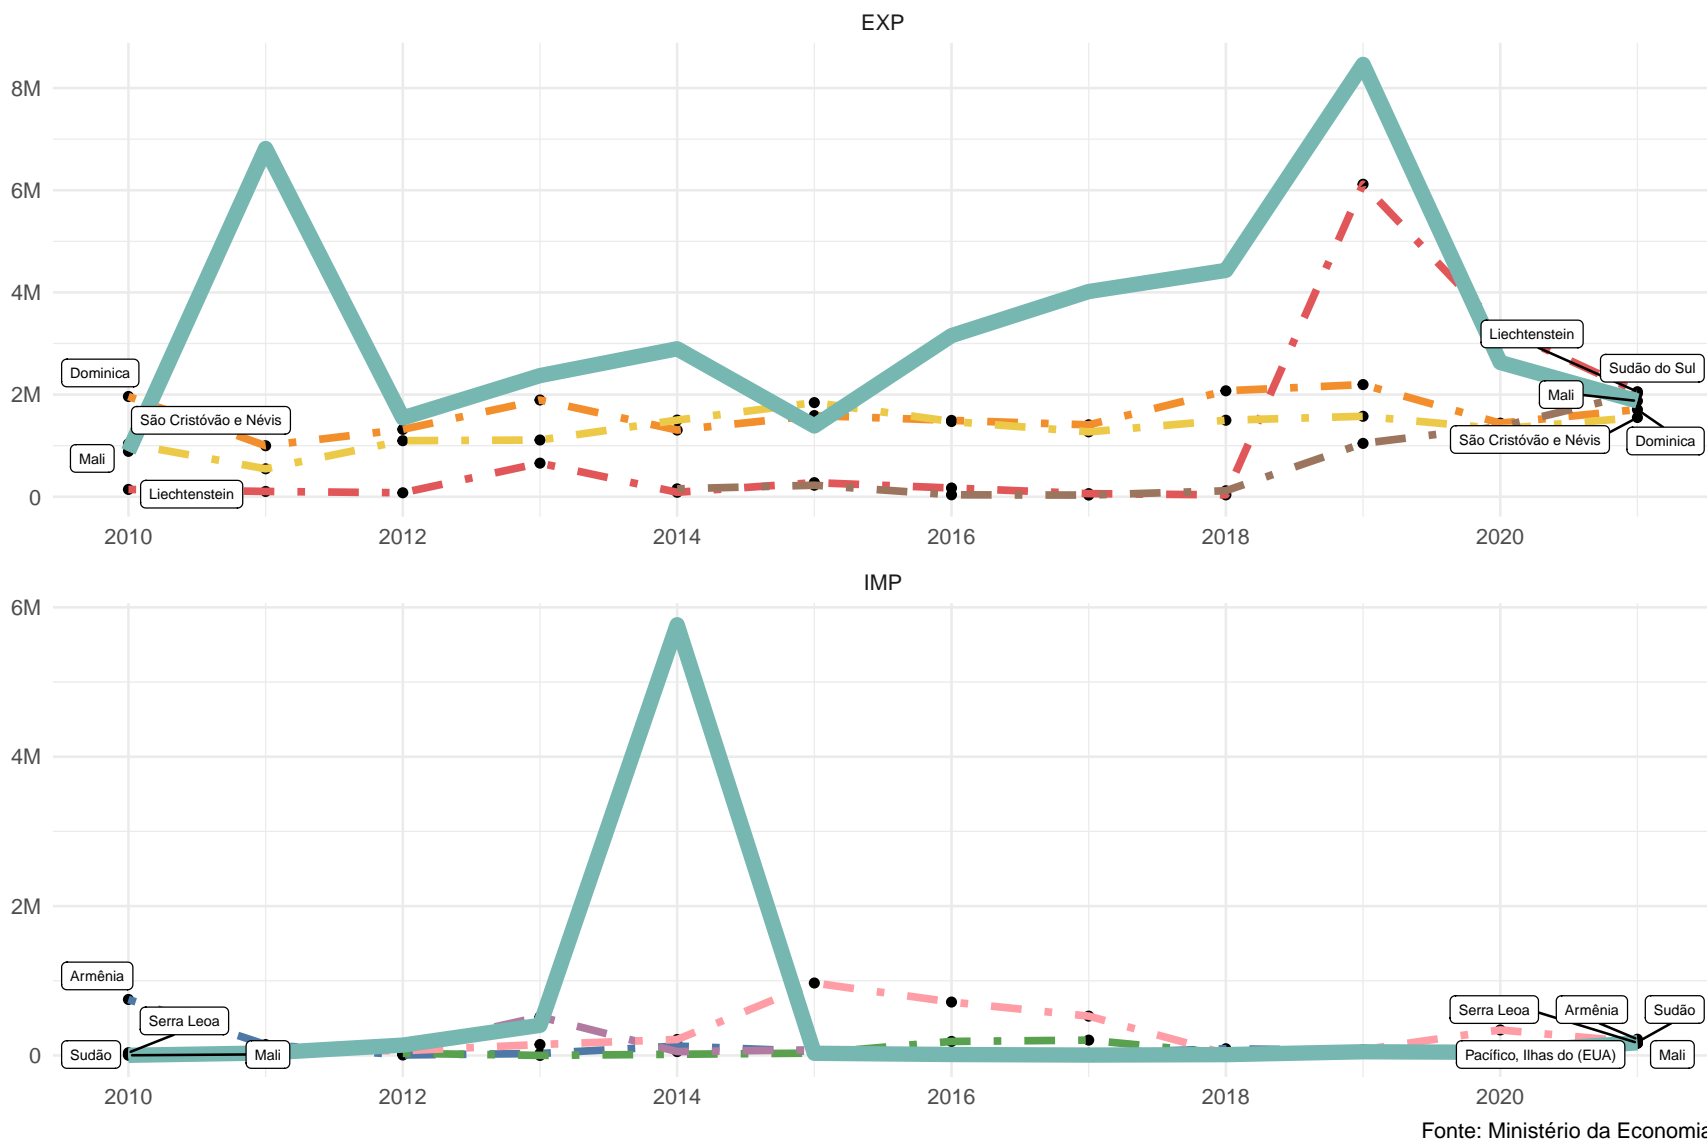 EXP
8M
6M
4M
2M
0
Dominica
São Cristóvão e Névis
Mali
Liechtenstein
Liechtenstein
Sudão do Sul
Mali
São Cristóvão e Névis
Dominica
2010 2012 2014 2016 2018 2020
IMP
6M
4M
2M
0
Armênia
Serra Leoa
Sudão
Mali
Serra Leoa
Armênia
Sudão
Pacífico, Ilhas do (EUA)
Mali
2010 2012 2014 2016 2018 2020
Fonte: Ministério da Economia